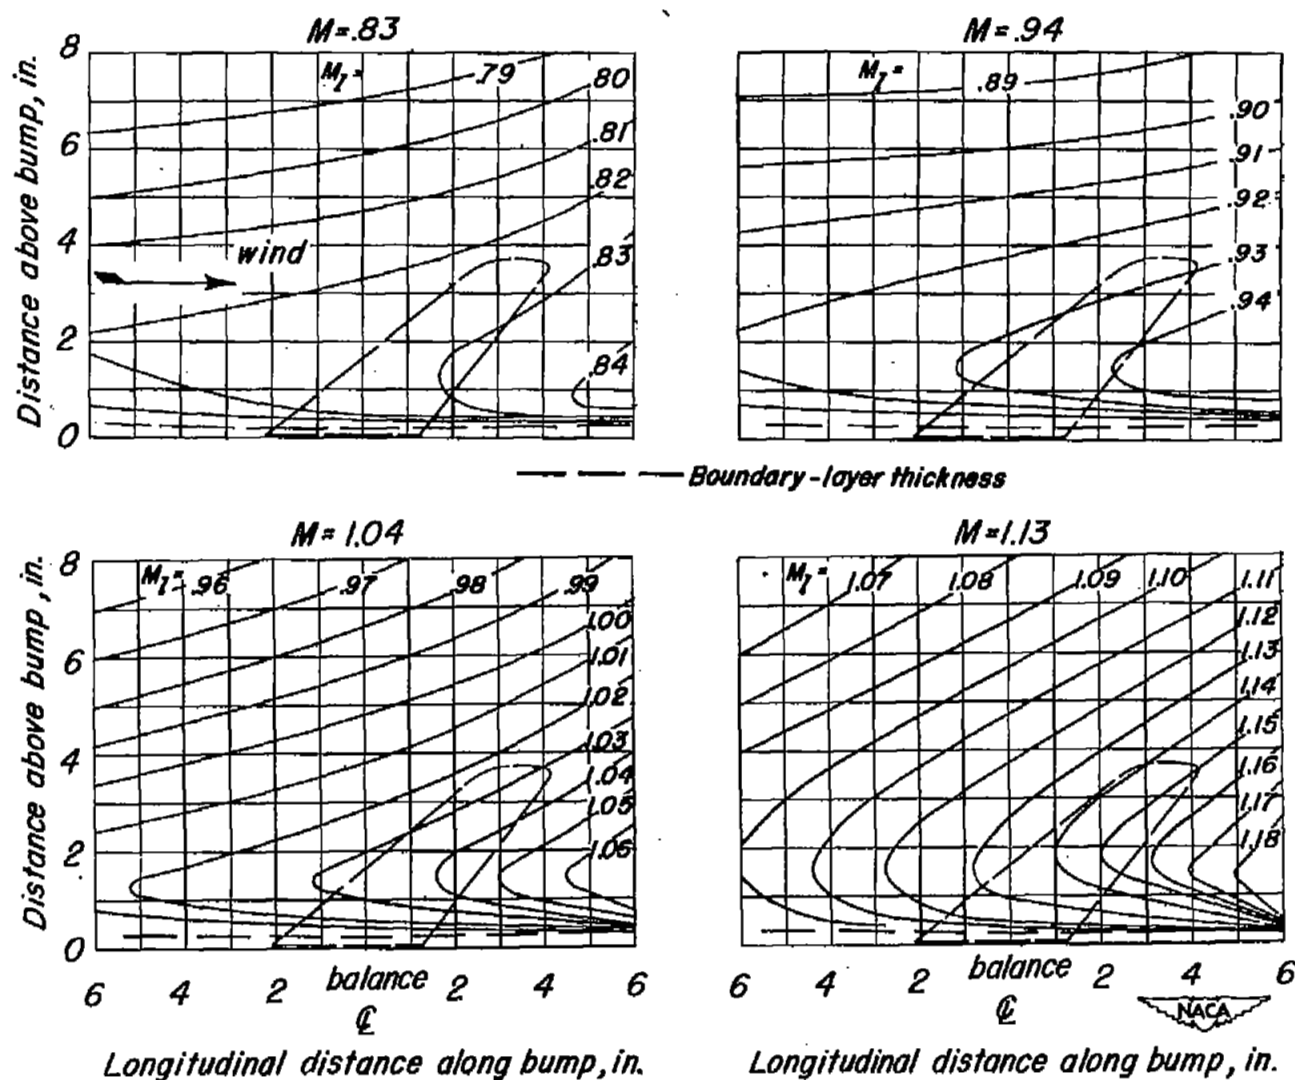 M=.83
8
6
4
2
0
Distance above bump, in.
M_l=
.79
.80
.81
.82
.83
.84
wind
M=.94
M_l=
.89
.90
.91
.92
.93
.94
Boundary-layer thickness
M=1.04
8
6
4
2
0
Distance above bump, in.
M_l=
.96
.97
.98
.99
1.00
1.01
1.02
1.03
1.04
1.05
1.06
6 4 2 balance 2 4 6
℄
Longitudinal distance along bump, in.
M=1.13
M_l=
1.07
1.08
1.09
1.10
1.11
1.12
1.13
1.14
1.15
1.16
1.17
1.18
6 4 2 balance 2 4 6
℄
NACA
Longitudinal distance along bump, in.